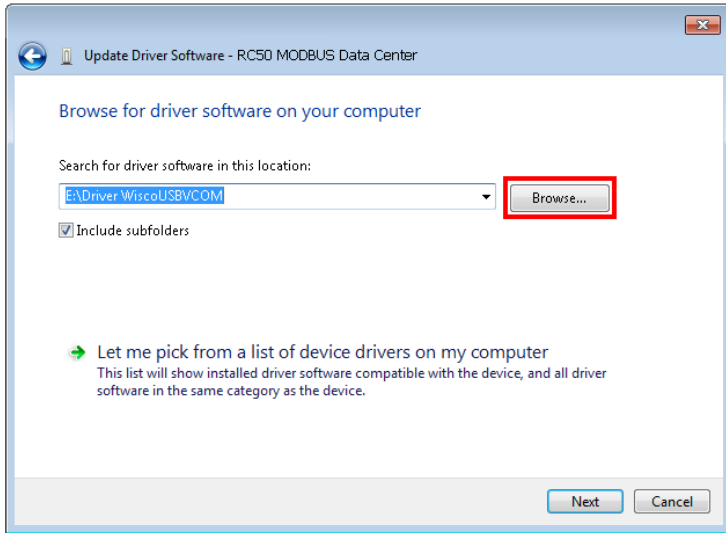 Update Driver Software - RC50 MODBUS Data Center
Browse for driver software on your computer
Search for driver software in this location:
E:\Driver WiscoUSBVCOM
Browse...
Include subfolders
Let me pick from a list of device drivers on my computer
This list will show installed driver software compatible with the device, and all driver
software in the same category as the device.
Next
Cancel